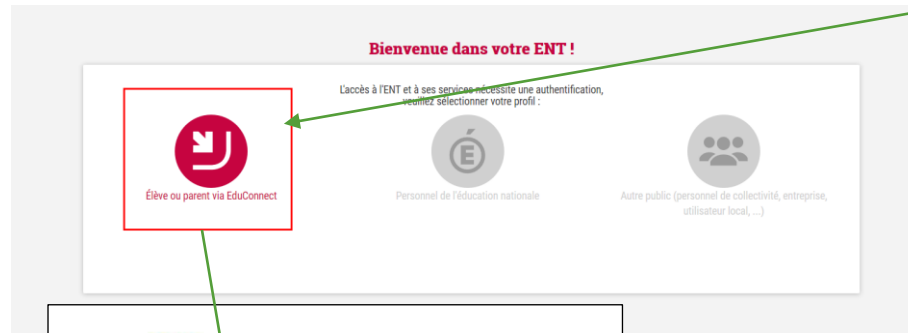 Bienvenue dans votre ENT !
L'accès à l'ENT et à ses services nécessite une authentification,
veuillez sélectionner votre profil :
É
Élève ou parent via EduConnect
Personnel de l'éducation nationale
Autre public (personnel de collectivité, entreprise,
utilisateur local, ...)